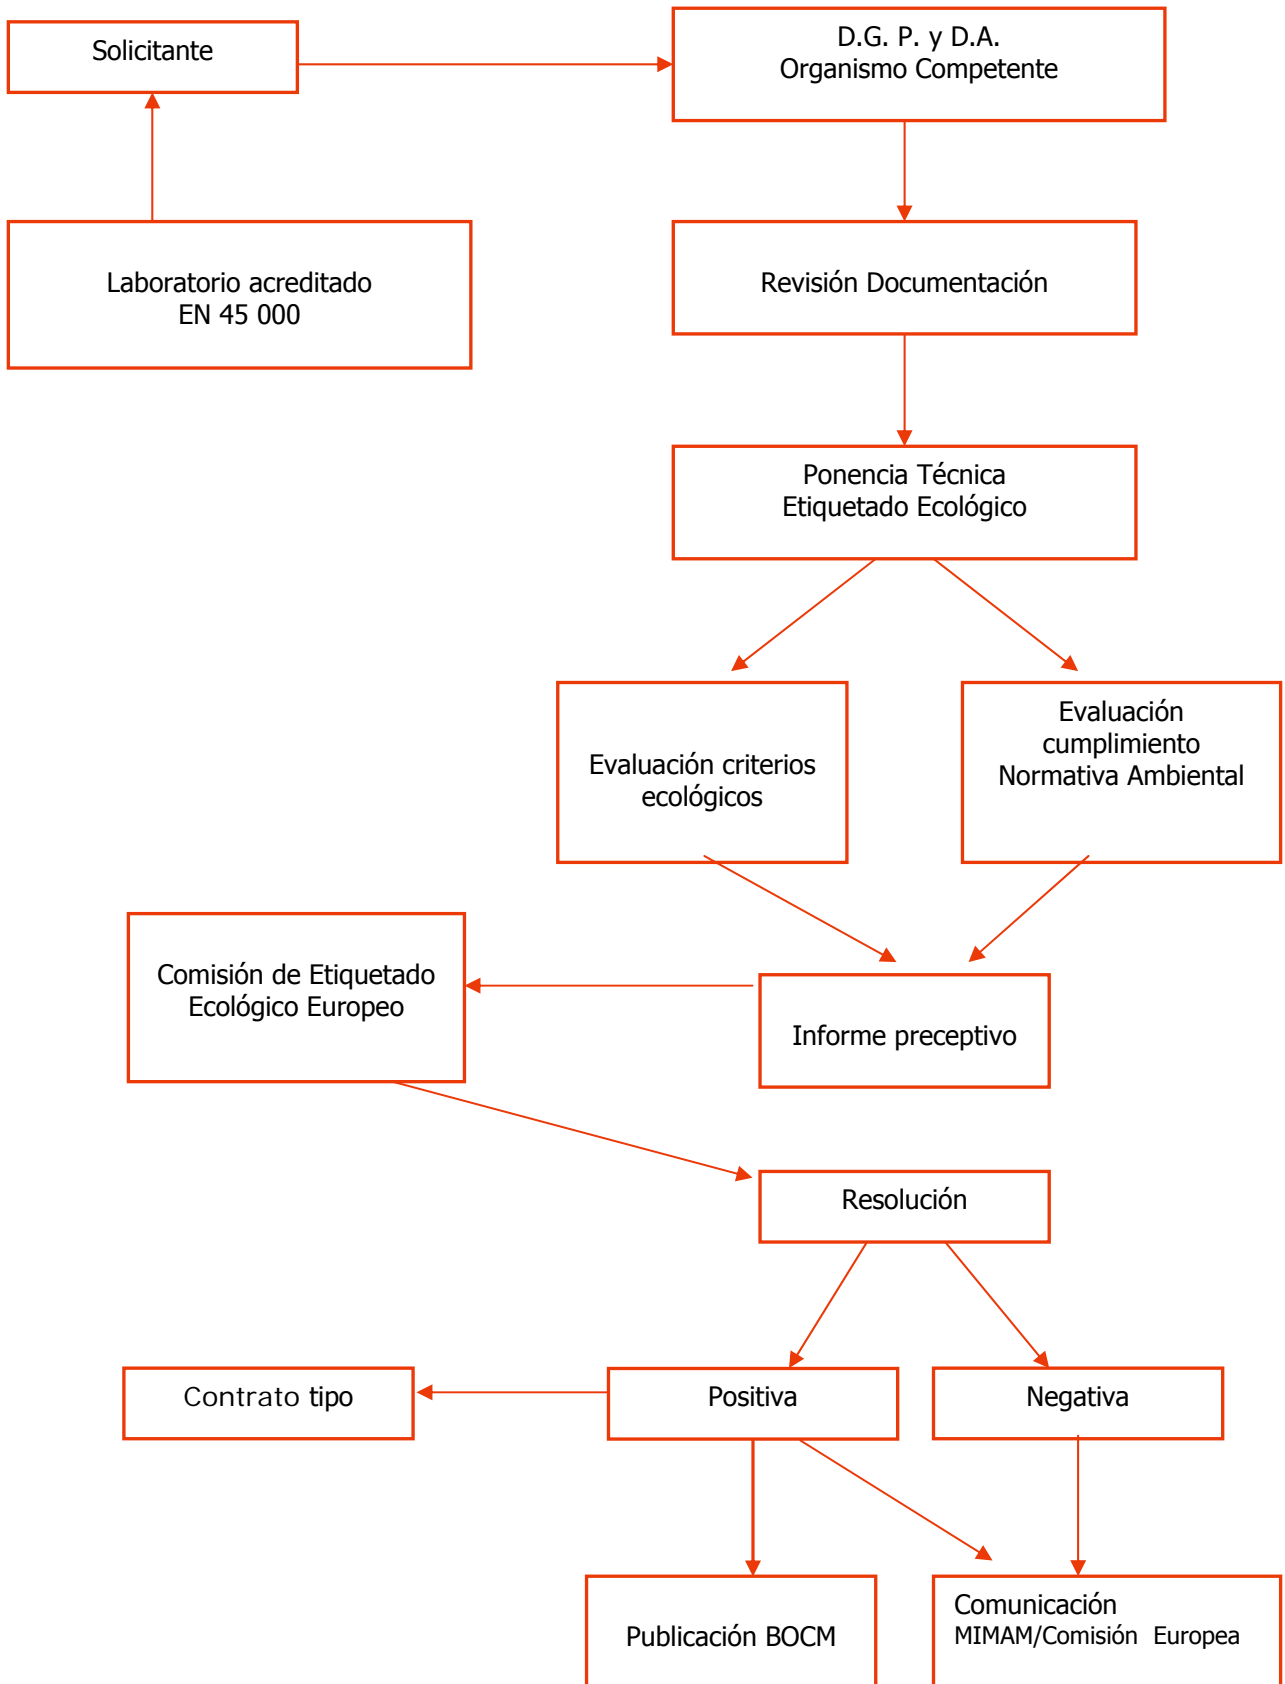 Solicitante
D.G. P. y D.A.
Organismo Competente
Laboratorio acreditado
EN 45 000
Revisión Documentación
Ponencia Técnica
Etiquetado Ecológico
Evaluación criterios
ecológicos
Evaluación
cumplimiento
Normativa Ambiental
Comisión de Etiquetado
Ecológico Europeo
Informe preceptivo
Resolución
Contrato tipo
Positiva
Negativa
Publicación BOCM
Comunicación
MIMAM/Comisión Europea